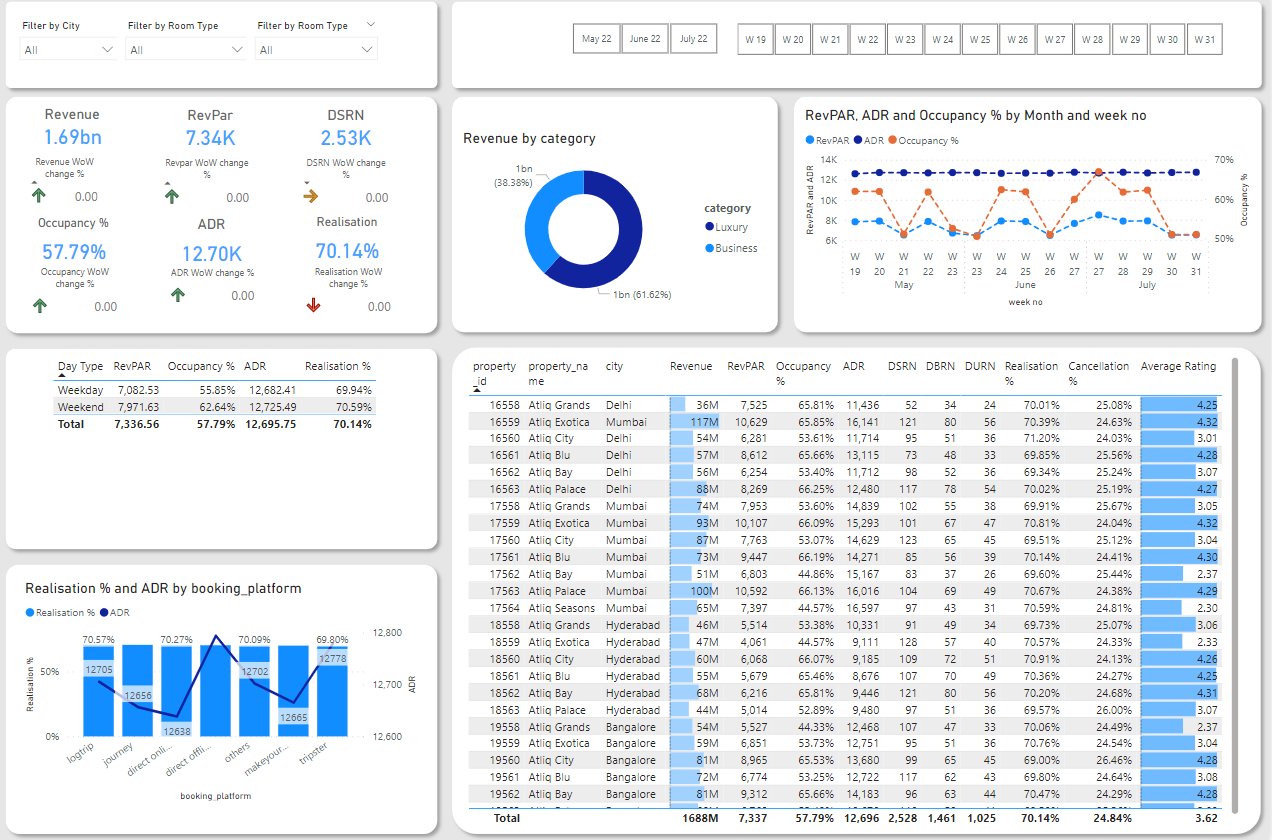 Filter by City
Filter by Room Type
Filter by Room Type
All
All
All
May 22
June 22
July 22
W 19
W 20
W 21
W 22
W 23
W 24
W 25
W 26
W 27
W 28
W 29
W 30
W 31
Revenue
1.69bn
Revenue WoW
change %
0.00
RevPar
7.34K
Revpar WoW change
%
0.00
DSRN
2.53K
DSRN WoW change
%
0.00
Occupancy %
57.79%
Occupancy WoW
change %
0.00
ADR
12.70K
ADR WoW change %
0.00
Realisation
70.14%
Realisation WoW
change %
0.00
Revenue by category
1bn
(38.38%)
1bn (61.62%)
category
Luxury
Business
RevPAR, ADR and Occupancy % by Month and week no
RevPAR ADR Occupancy %
RevPAR and ADR
14K
12K
10K
8K
6K
70%
60%
50%
Occupancy %
W W W W W W W W W W W W W W W
19 20 21 22 23 23 24 25 26 27 27 28 29 30 31
May June July
week no
Day Type RevPAR Occupancy % ADR Realisation %
Weekday 7,082.53 55.85% 12,682.41 69.94%
Weekend 7,971.63 62.64% 12,725.49 70.59%
Total 7,336.56 57.79% 12,695.75 70.14%
Realisation % and ADR by booking_platform
Realisation % ADR
Realisation %
50%
0%
70.57% 70.27% 70.09% 69.80%
12705
12656
12638
12702
12665
12778
12,800
12,700
12,600
ADR
logtrip
journey
direct onli...
direct offli...
others
makeyour...
tripster
booking_platform
property property_na city Revenue RevPAR Occupancy ADR DSRN DBRN DURN Realisation Cancellation Average Rating
_id me % % %
16558 Atliq Grands Delhi 36M 7,525 65.81% 11,436 52 34 24 70.01% 25.08% 4.25
16559 Atliq Exotica Mumbai 117M 10,629 65.85% 16,141 121 80 56 70.39% 24.63% 4.32
16560 Atliq City Delhi 54M 6,281 53.61% 11,714 95 51 36 71.20% 24.03% 3.01
16561 Atliq Blu Delhi 57M 8,612 65.66% 13,115 73 48 33 69.85% 25.56% 4.28
16562 Atliq Bay Delhi 56M 6,254 53.40% 11,712 98 52 36 69.34% 25.24% 3.07
16563 Atliq Palace Delhi 88M 8,269 66.25% 12,480 117 78 54 70.02% 25.19% 4.27
17558 Atliq Grands Mumbai 74M 7,953 53.60% 14,839 102 55 38 69.91% 25.67% 3.05
17559 Atliq Exotica Mumbai 93M 10,107 66.09% 15,293 101 67 47 70.81% 24.04% 4.32
17560 Atliq City Mumbai 87M 7,763 53.07% 14,629 123 65 45 69.51% 25.12% 3.04
17561 Atliq Blu Mumbai 73M 9,447 66.19% 14,271 85 56 39 70.14% 24.41% 4.30
17562 Atliq Bay Mumbai 51M 6,803 44.86% 15,167 83 37 26 69.60% 25.44% 2.37
17563 Atliq Palace Mumbai 100M 10,592 66.13% 16,016 104 69 49 70.67% 24.38% 4.29
17564 Atliq Seasons Mumbai 65M 7,397 44.57% 16,597 97 43 31 70.59% 24.81% 2.30
18558 Atliq Grands Hyderabad 46M 5,514 53.38% 10,331 91 49 34 69.73% 25.07% 3.06
18559 Atliq Exotica Hyderabad 47M 4,061 44.57% 9,111 128 57 40 70.57% 24.33% 2.33
18560 Atliq City Hyderabad 60M 6,068 66.07% 9,185 109 72 51 70.91% 24.13% 4.26
18561 Atliq Blu Hyderabad 55M 5,679 65.46% 8,676 107 70 49 70.36% 24.27% 4.25
18562 Atliq Bay Hyderabad 68M 6,216 65.81% 9,446 121 80 56 70.20% 24.68% 4.31
18563 Atliq Palace Hyderabad 44M 5,014 52.89% 9,480 97 51 36 69.57% 26.00% 3.07
19558 Atliq Grands Bangalore 54M 5,527 44.33% 12,468 107 47 33 70.06% 24.49% 2.37
19559 Atliq Exotica Bangalore 59M 6,851 53.73% 12,751 95 51 36 70.76% 24.54% 3.04
19560 Atliq City Bangalore 81M 8,965 65.53% 13,680 99 65 45 69.00% 26.46% 4.28
19561 Atliq Blu Bangalore 72M 6,774 53.25% 12,722 117 62 43 69.80% 24.64% 3.08
19562 Atliq Bay Bangalore 81M 9,312 65.66% 14,183 96 63 44 70.47% 24.29% 4.28
Total 1688M 7,337 57.79% 12,696 2,528 1,461 1,025 70.14% 24.84% 3.62